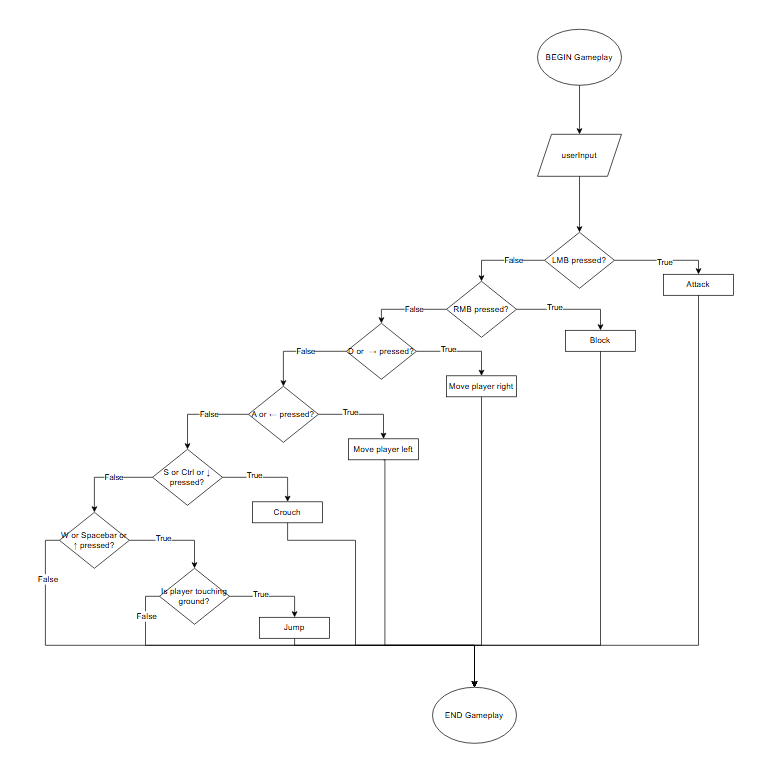 BEGIN Gameplay
userInput
LMB pressed?
False
True
Attack
RMB pressed?
False
True
Block
D or → pressed?
False
True
Move player right
A or ← pressed?
False
True
Move player left
S or Ctrl or ↓
pressed?
False
True
Crouch
W or Spacebar or
↑ pressed?
True
False
Is player touching
ground?
True
False
Jump
END Gameplay